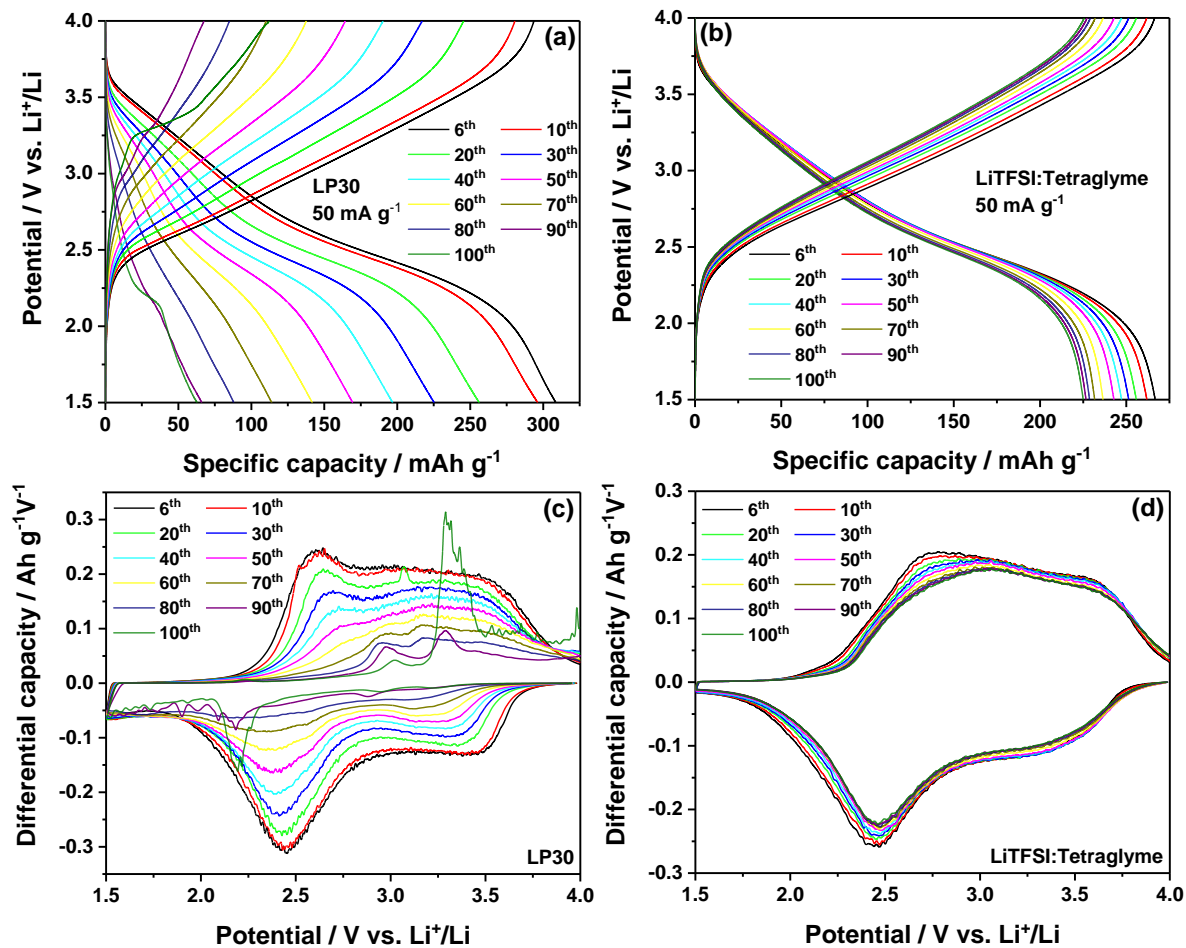 (a)
LP30
50 mA g⁻¹
6th 10th
20th 30th
40th 50th
60th 70th
80th 90th
100th
4.0
3.5
3.0
2.5
2.0
1.5
0 50 100 150 200 250 300
Potential / V vs. Li⁺/Li
Specific capacity / mAh g⁻¹
(b)
LiTFSI:Tetraglyme
50 mA g⁻¹
6th 10th
20th 30th
40th 50th
60th 70th
80th 90th
100th
4.0
3.5
3.0
2.5
2.0
1.5
0 50 100 150 200 250
Potential / V vs. Li⁺/Li
Specific capacity / mAh g⁻¹
(c)
6th 10th
20th 30th
40th 50th
60th 70th
80th 90th
100th
0.3
0.2
0.1
0.0
-0.1
-0.2
-0.3
LP30
1.5 2.0 2.5 3.0 3.5 4.0
Differential capacity / Ah g⁻¹V⁻¹
Potential / V vs. Li⁺/Li
(d)
6th 10th
20th 30th
40th 50th
60th 70th
80th 90th
100th
0.3
0.2
0.1
0.0
-0.1
-0.2
-0.3
LiTFSI:Tetraglyme
1.5 2.0 2.5 3.0 3.5 4.0
Differential capacity / Ah g⁻¹V⁻¹
Potential / V vs. Li⁺/Li